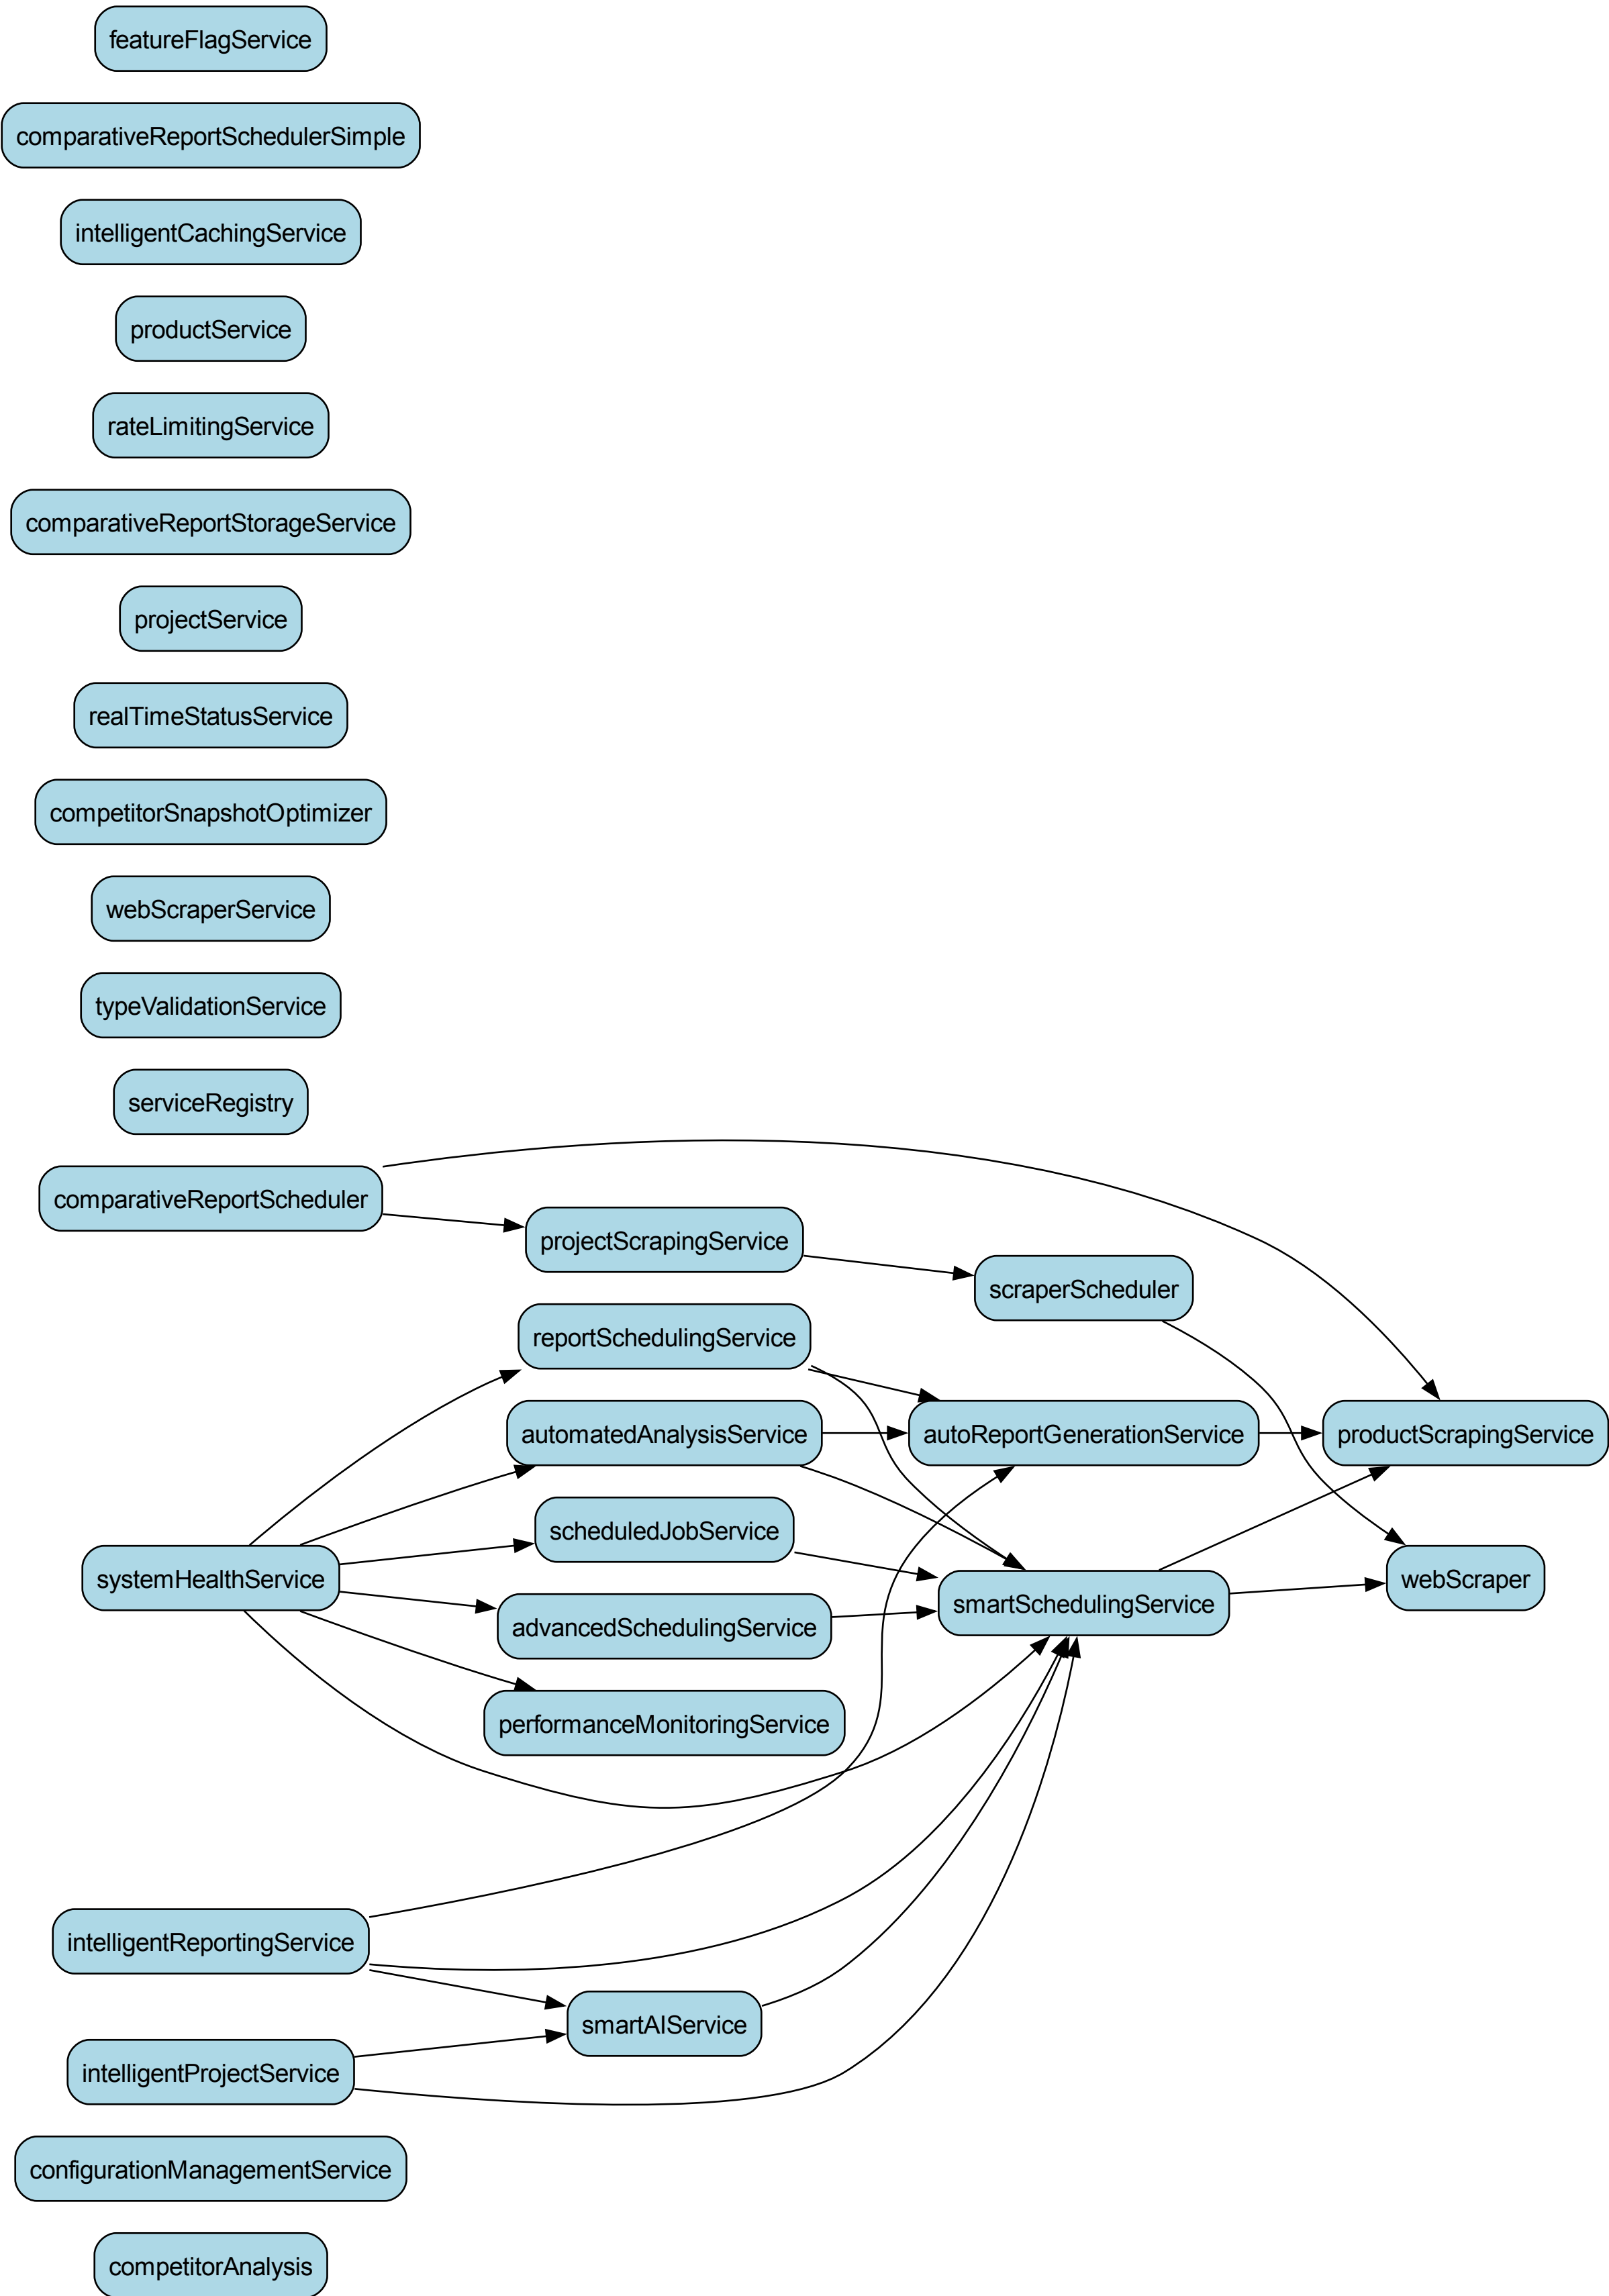 featureFlagService
comparativeReportSchedulerSimple
intelligentCachingService
productService
rateLimitingService
comparativeReportStorageService
projectService
realTimeStatusService
competitorSnapshotOptimizer
webScraperService
typeValidationService
serviceRegistry
comparativeReportScheduler
projectScrapingService
scraperScheduler
reportSchedulingService
automatedAnalysisService
autoReportGenerationService
productScrapingService
scheduledJobService
systemHealthService
webScraper
smartSchedulingService
advancedSchedulingService
performanceMonitoringService
intelligentReportingService
smartAIService
intelligentProjectService
configurationManagementService
competitorAnalysis